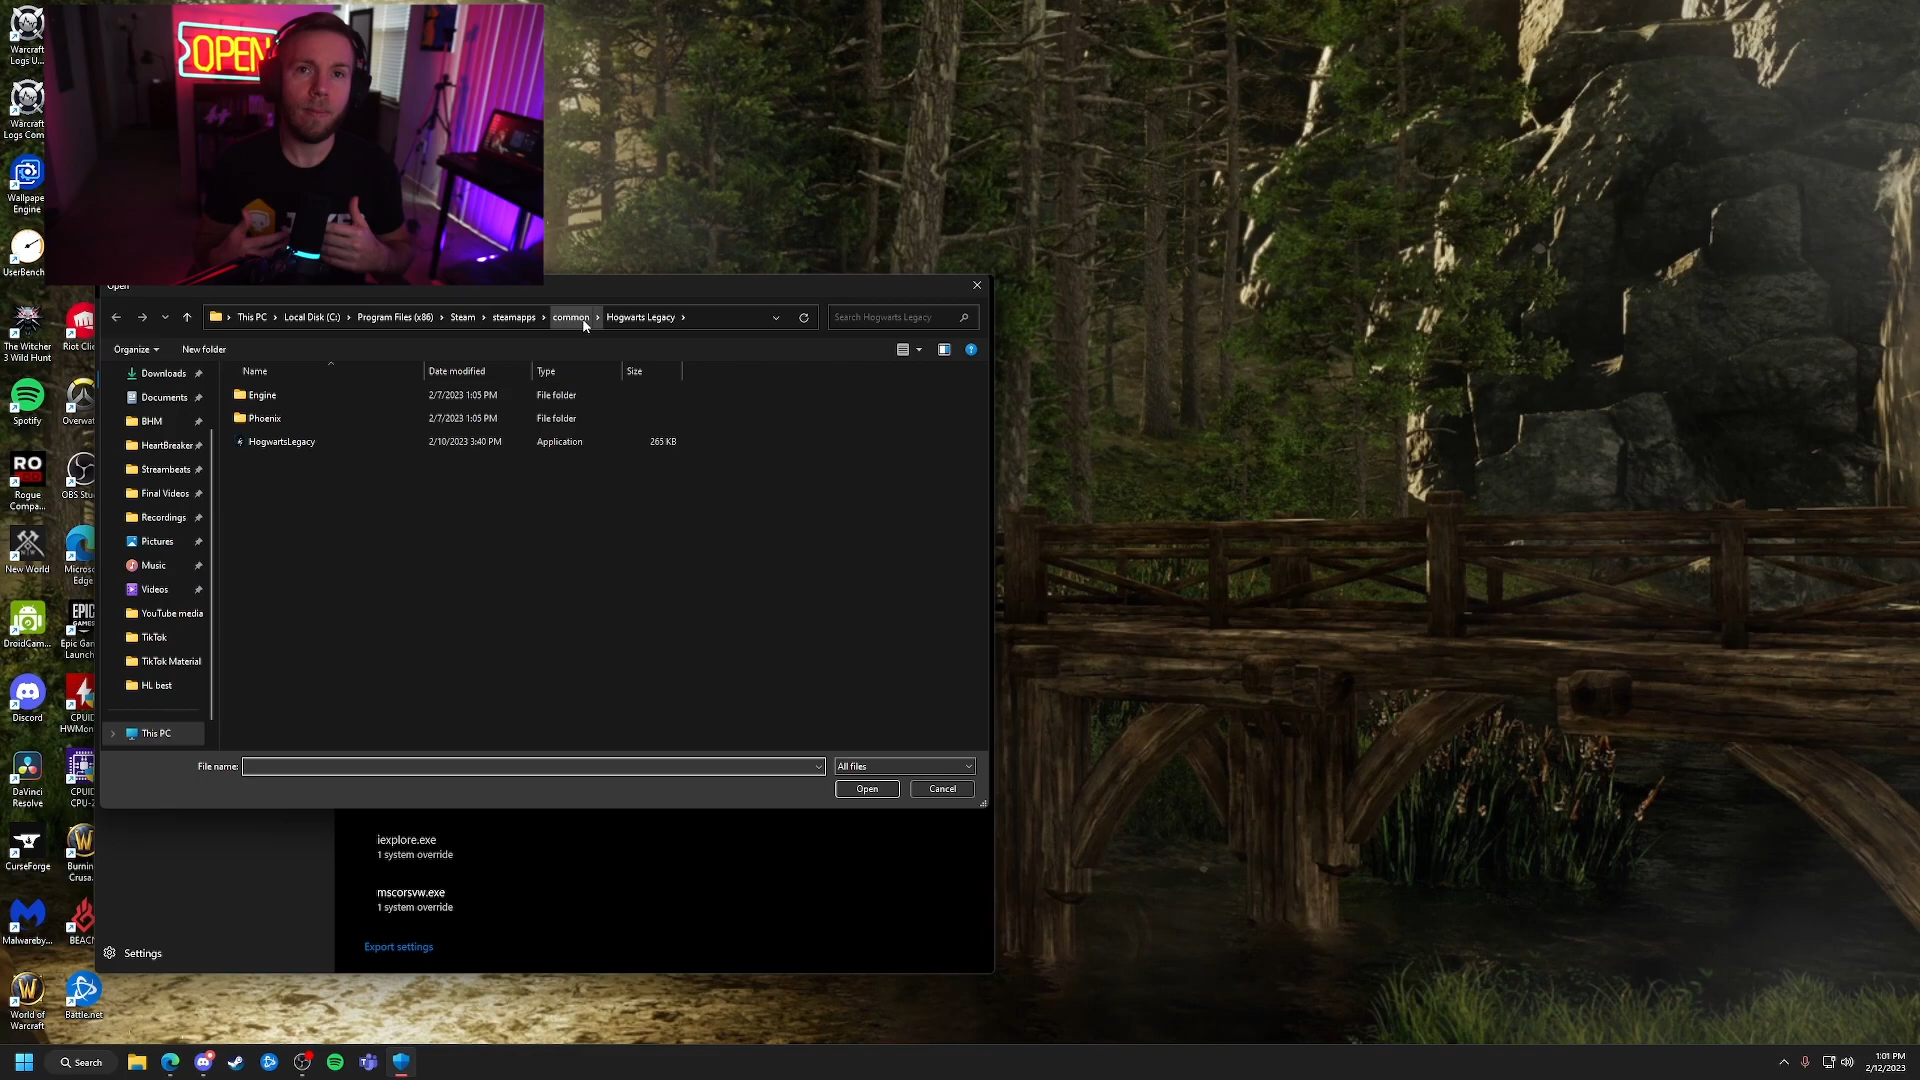 Warcraft
Logs U...
Warcraft
Logs Com...
Wallpaper
Engine
UserBench
The Witcher
3 Wild Hunt
Riot Cli
Spotify
Overwat
RO
Rogue
Compa...
OBS Stu
New World
Micros
Edge
DroidCam...
EPIC
GAMES
Epic Gan
Launch
Discord
CPUID
HWMon
DaVinci
Resolve
CPUID
CPU-Z
CurseForge
Burnin
Crusa..
Malwareby...
BEACN
World of
Warcraft
Battle.net
OPEN
Open
This PC
Local Disk (C:)
Program Files (x86)
Steam
steamapps
common
Hogwarts Legacy
Search Hogwarts Legacy
Organize
New folder
Name
Date modified
Type
Size
Engine
2/7/2023 1:05 PM
File folder
Phoenix
2/7/2023 1:05 PM
File folder
HogwartsLegacy
2/10/2023 3:40 PM
Application
265 KB
Downloads
Documents
BHM
HeartBreaker
Streambeats
Final Videos
Recordings
Pictures
Music
Videos
YouTube media
TikTok
TikTok Material
HL best
This PC
File name:
All files
Open
Cancel
iexplore.exe
1 system override
mscorsvw.exe
1 system override
Export settings
Settings
Search
1:01 PM
2/12/2023